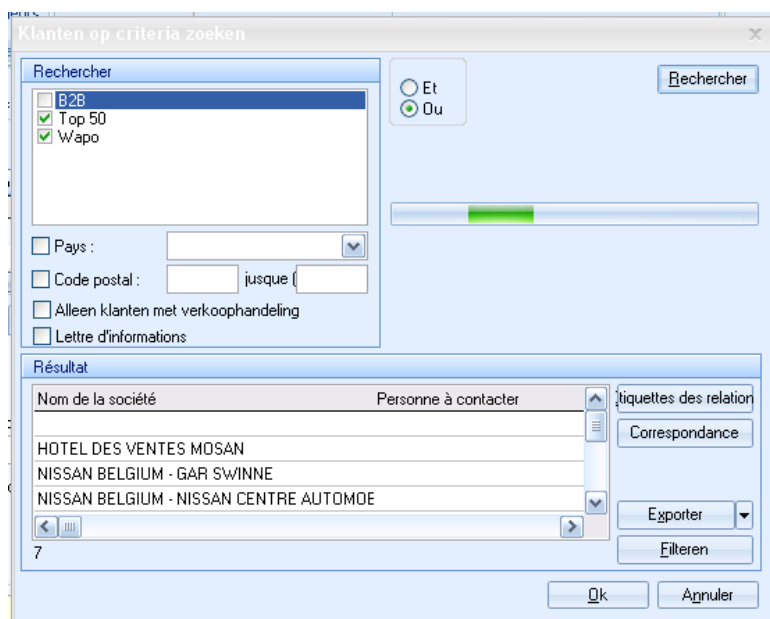 Klanten op criteria zoeken
Rechercher
B2B
Top 50
Wapo
Et
Ou
Rechercher
Pays :
Code postal :
jusque (
Alleen klanten met verkoophandeling
Lettre d'informations
Résultat
Nom de la société
Personne à contacter
HOTEL DES VENTES MOSAN
NISSAN BELGIUM - GAR SWINNE
NISSAN BELGIUM - NISSAN CENTRE AUTOMOE
tiquettes des relation
Correspondance
Exporter
Filteren
7
Ok
Annuler